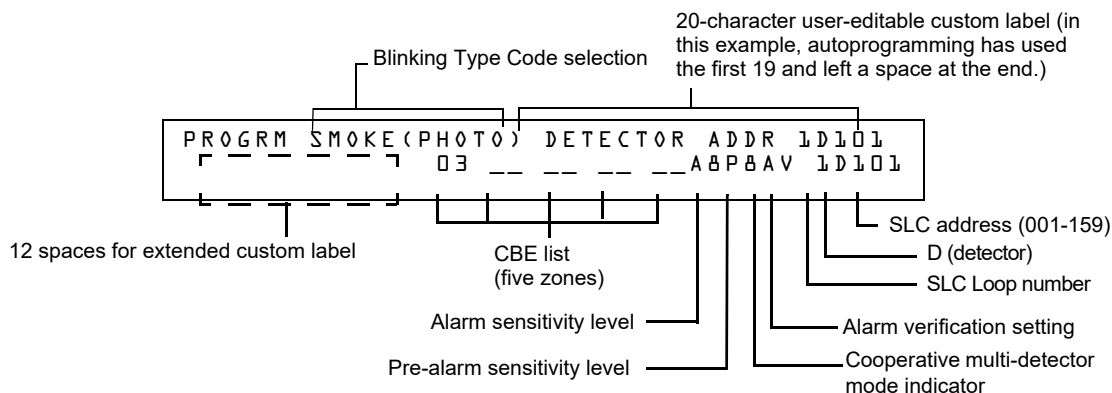 20-character user-editable custom label (in
this example, autoprogramming has used
the first 19 and left a space at the end.)
Blinking Type Code selection
PROGRM SMOKE(PHOTO) DETECTOR ADDR 1D101
03 __ __ __ __A8P8AV 1D101
12 spaces for extended custom label
CBE list
(five zones)
SLC address (001-159)
D (detector)
SLC Loop number
Alarm sensitivity level
Alarm verification setting
Pre-alarm sensitivity level
Cooperative multi-detector
mode indicator